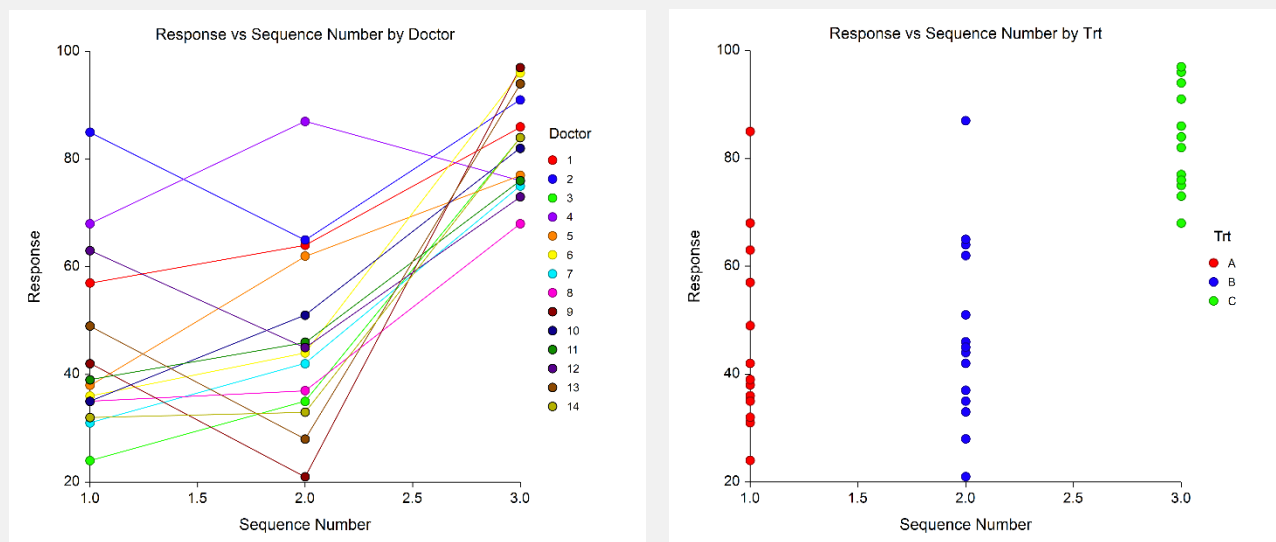 Response vs Sequence Number by Doctor
100
80
60
40
20
Response
1.0 1.5 2.0 2.5 3.0
Sequence Number
Doctor
1
2
3
4
5
6
7
8
9
10
11
12
13
14
Response vs Sequence Number by Trt
100
80
60
40
20
Response
1.0 1.5 2.0 2.5 3.0
Sequence Number
Trt
A
B
C